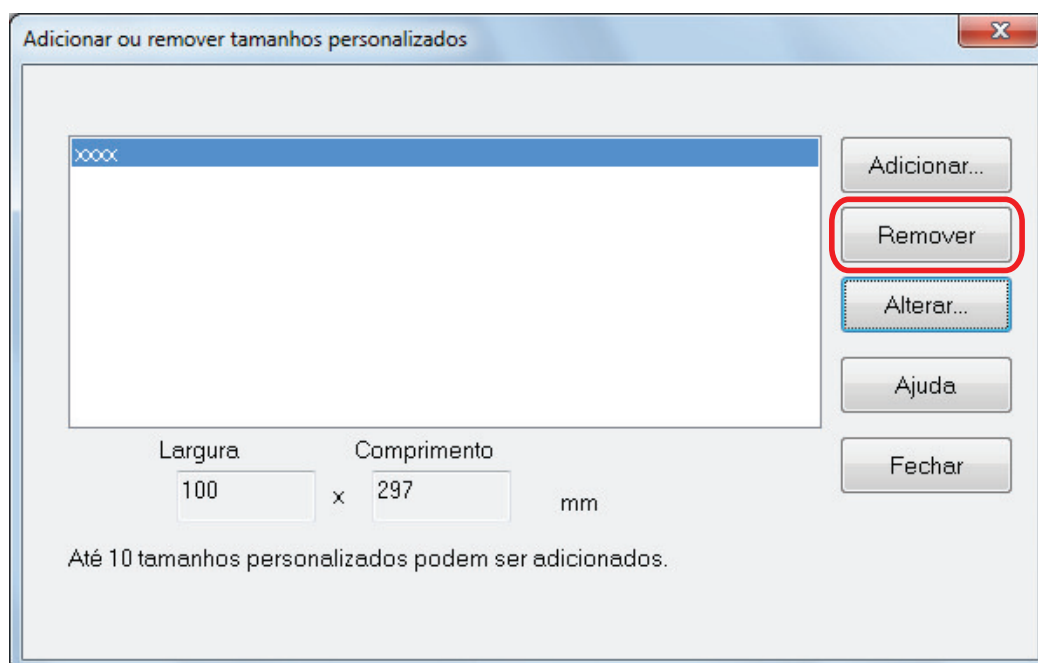 Adicionar ou remover tamanhos personalizados
xxxx
Adicionar...
Remover
Alterar...
Ajuda
Fechar
Largura Comprimento
100 x 297 mm
Até 10 tamanhos personalizados podem ser adicionados.